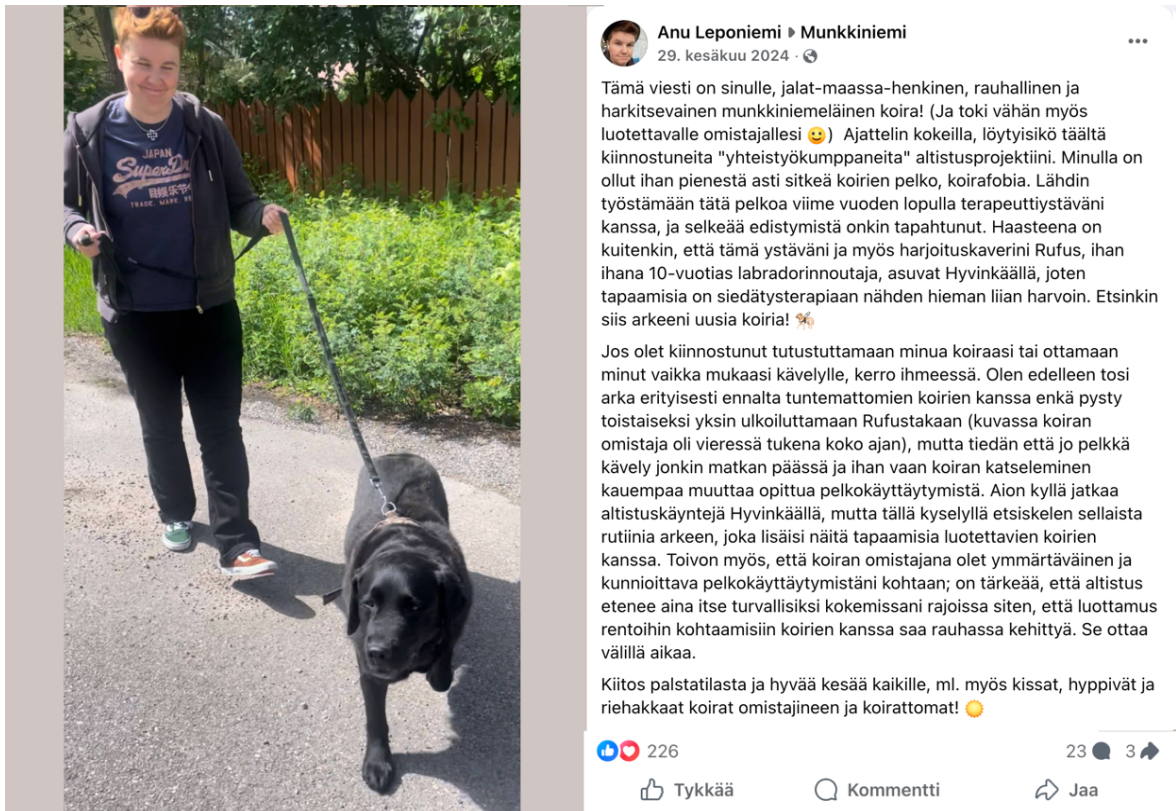 JAPAN
SuperDry
TRADE. MARK. RE
Anu Leponiemi ▸ Munkkiniemi
29. kesäkuu 2024 ·
Tämä viesti on sinulle, jalat-maassa-henkinen, rauhallinen ja
harkitsevainen munkkiniemeläinen koira! (Ja toki vähän myös
luotettavalle omistajallesi 🙂) Ajattelin kokeilla, löytyisikö täältä
kiinnostuneita "yhteistyökumppaneita" altistusprojektiini. Minulla on
ollut ihan pienestä asti sitkeä koirien pelko, koirafobia. Lähdin
työstämään tätä pelkoa viime vuoden lopulla terapeuttiystäväni
kanssa, ja selkeää edistymistä onkin tapahtunut. Haasteena on
kuitenkin, että tämä ystäväni ja myös harjoituskaverini Rufus, ihan
ihana 10-vuotias labradorinnoutaja, asuvat Hyvinkäällä, joten
tapaamisia on siedätysterapiaan nähden hieman liian harvoin. Etsinkin
siis arkeeni uusia koiria! 🐕
Jos olet kiinnostunut tutustuttamaan minua koiraasi tai ottamaan
minut vaikka mukaasi kävelylle, kerro ihmeessä. Olen edelleen tosi
arka erityisesti ennalta tuntemattomien koirien kanssa enkä pysty
toistaiseksi yksin ulkoiluttamaan Rufustakaan (kuvassa koiran
omistaja oli vieressä tukena koko ajan), mutta tiedän että jo pelkkä
kävely jonkin matkan päässä ja ihan vaan koiran katseleminen
kauempaa muuttaa opittua pelkokäyttäytymistä. Aion kyllä jatkaa
altistuskäyntejä Hyvinkäällä, mutta tällä kyselyllä etsiskelen sellaista
rutiinia arkeen, joka lisäisi näitä tapaamisia luotettavien koirien
kanssa. Toivon myös, että koiran omistajana olet ymmärtäväinen ja
kunnioittava pelkokäyttäytymistäni kohtaan; on tärkeää, että altistus
etenee aina itse turvallisiksi kokemissani rajoissa siten, että luottamus
rentoihin kohtaamisiin koirien kanssa saa rauhassa kehittyä. Se ottaa
välillä aikaa.
Kiitos palstatilasta ja hyvää kesää kaikille, ml. myös kissat, hyppivät ja
riehakkaat koirat omistajineen ja koirattomat! 🌞
226
23 3
Tykkää Kommentti Jaa